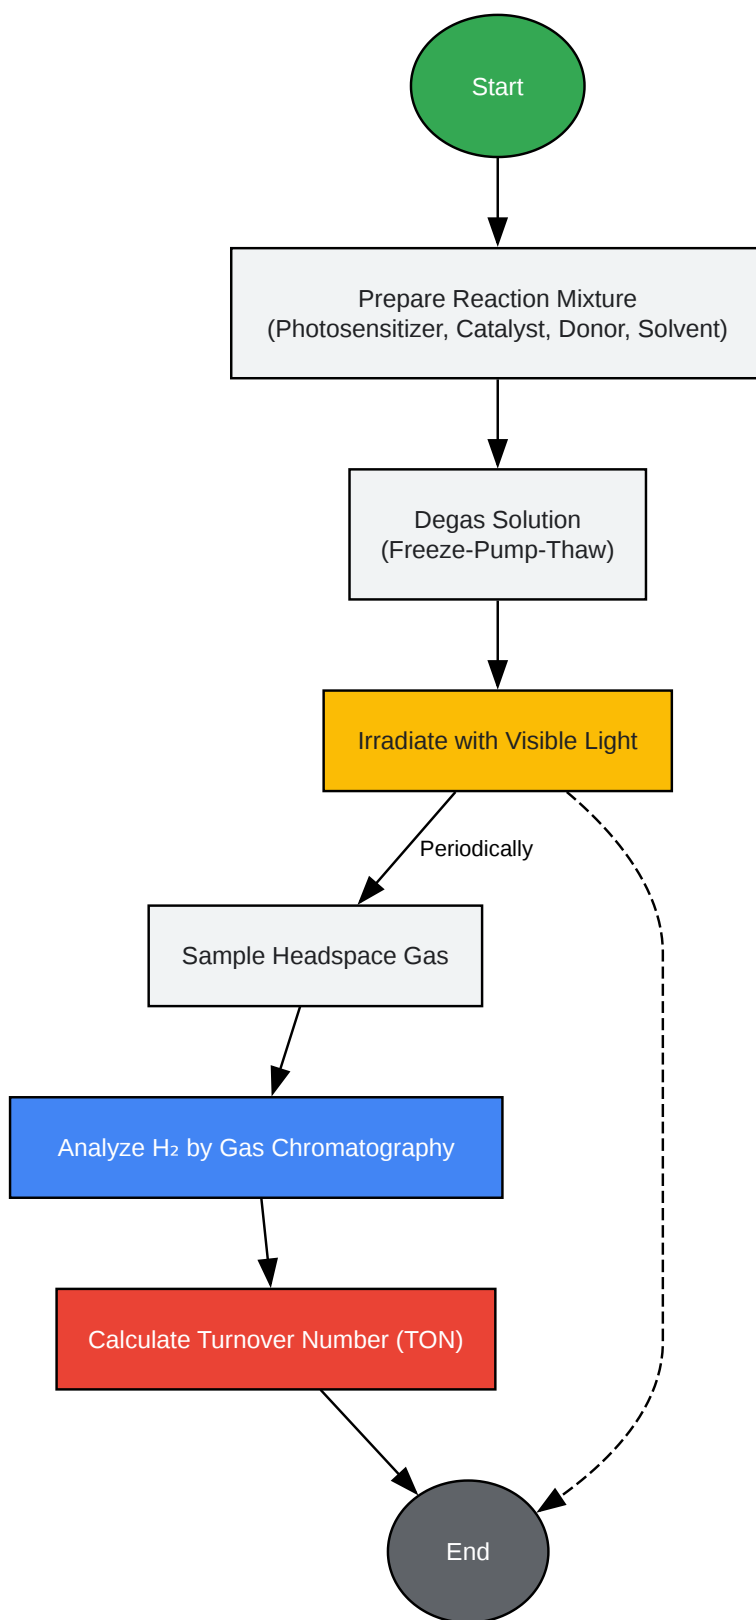 Start
Prepare Reaction Mixture
(Photosensitizer, Catalyst, Donor, Solvent)
Degas Solution
(Freeze-Pump-Thaw)
Irradiate with Visible Light
Periodically
Sample Headspace Gas
Analyze H₂ by Gas Chromatography
Calculate Turnover Number (TON)
End